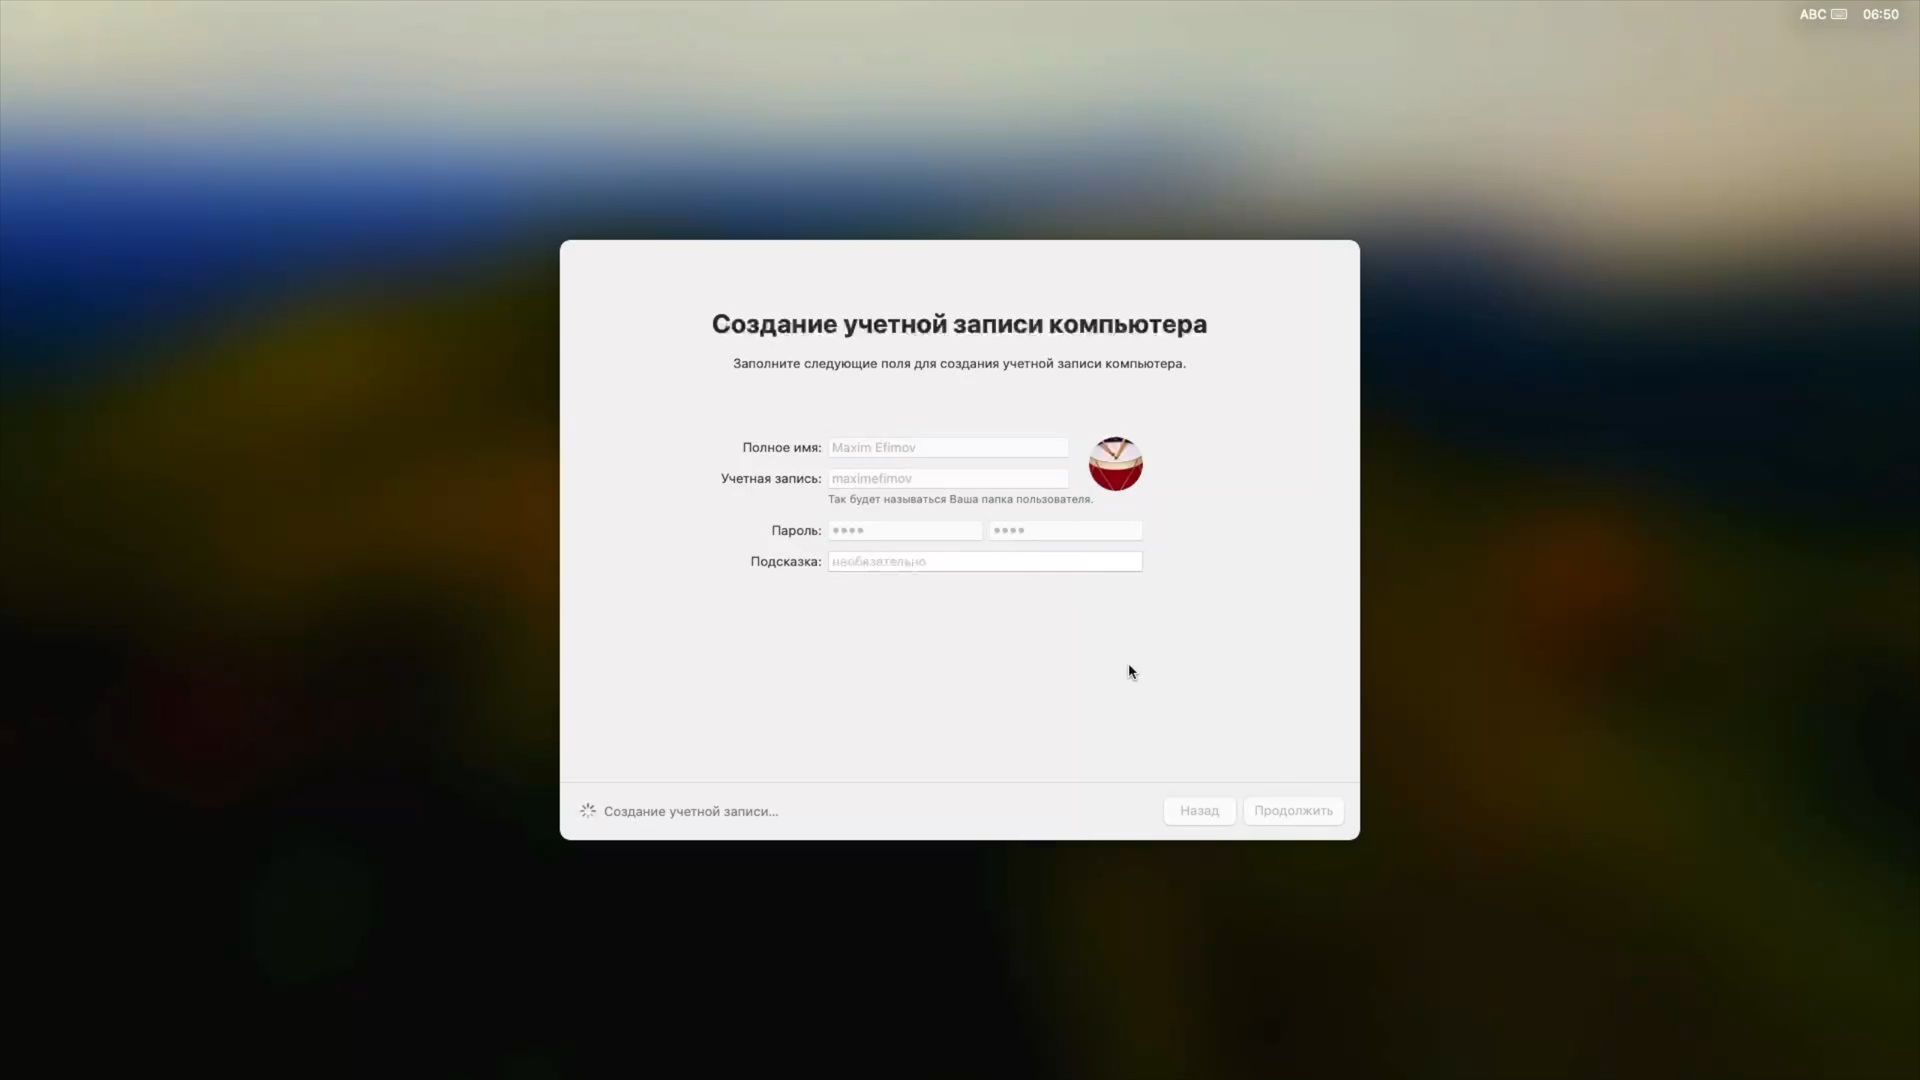 ABC 06:50
Создание учетной записи компьютера
Заполните следующие поля для создания учетной записи компьютера.
Полное имя: Maxim Efimov
Учетная запись: maximefimov
Так будет называться Ваша папка пользователя.
Пароль: •••• ••••
Подсказка: необязательно
Создание учетной записи...
Назад
Продолжить